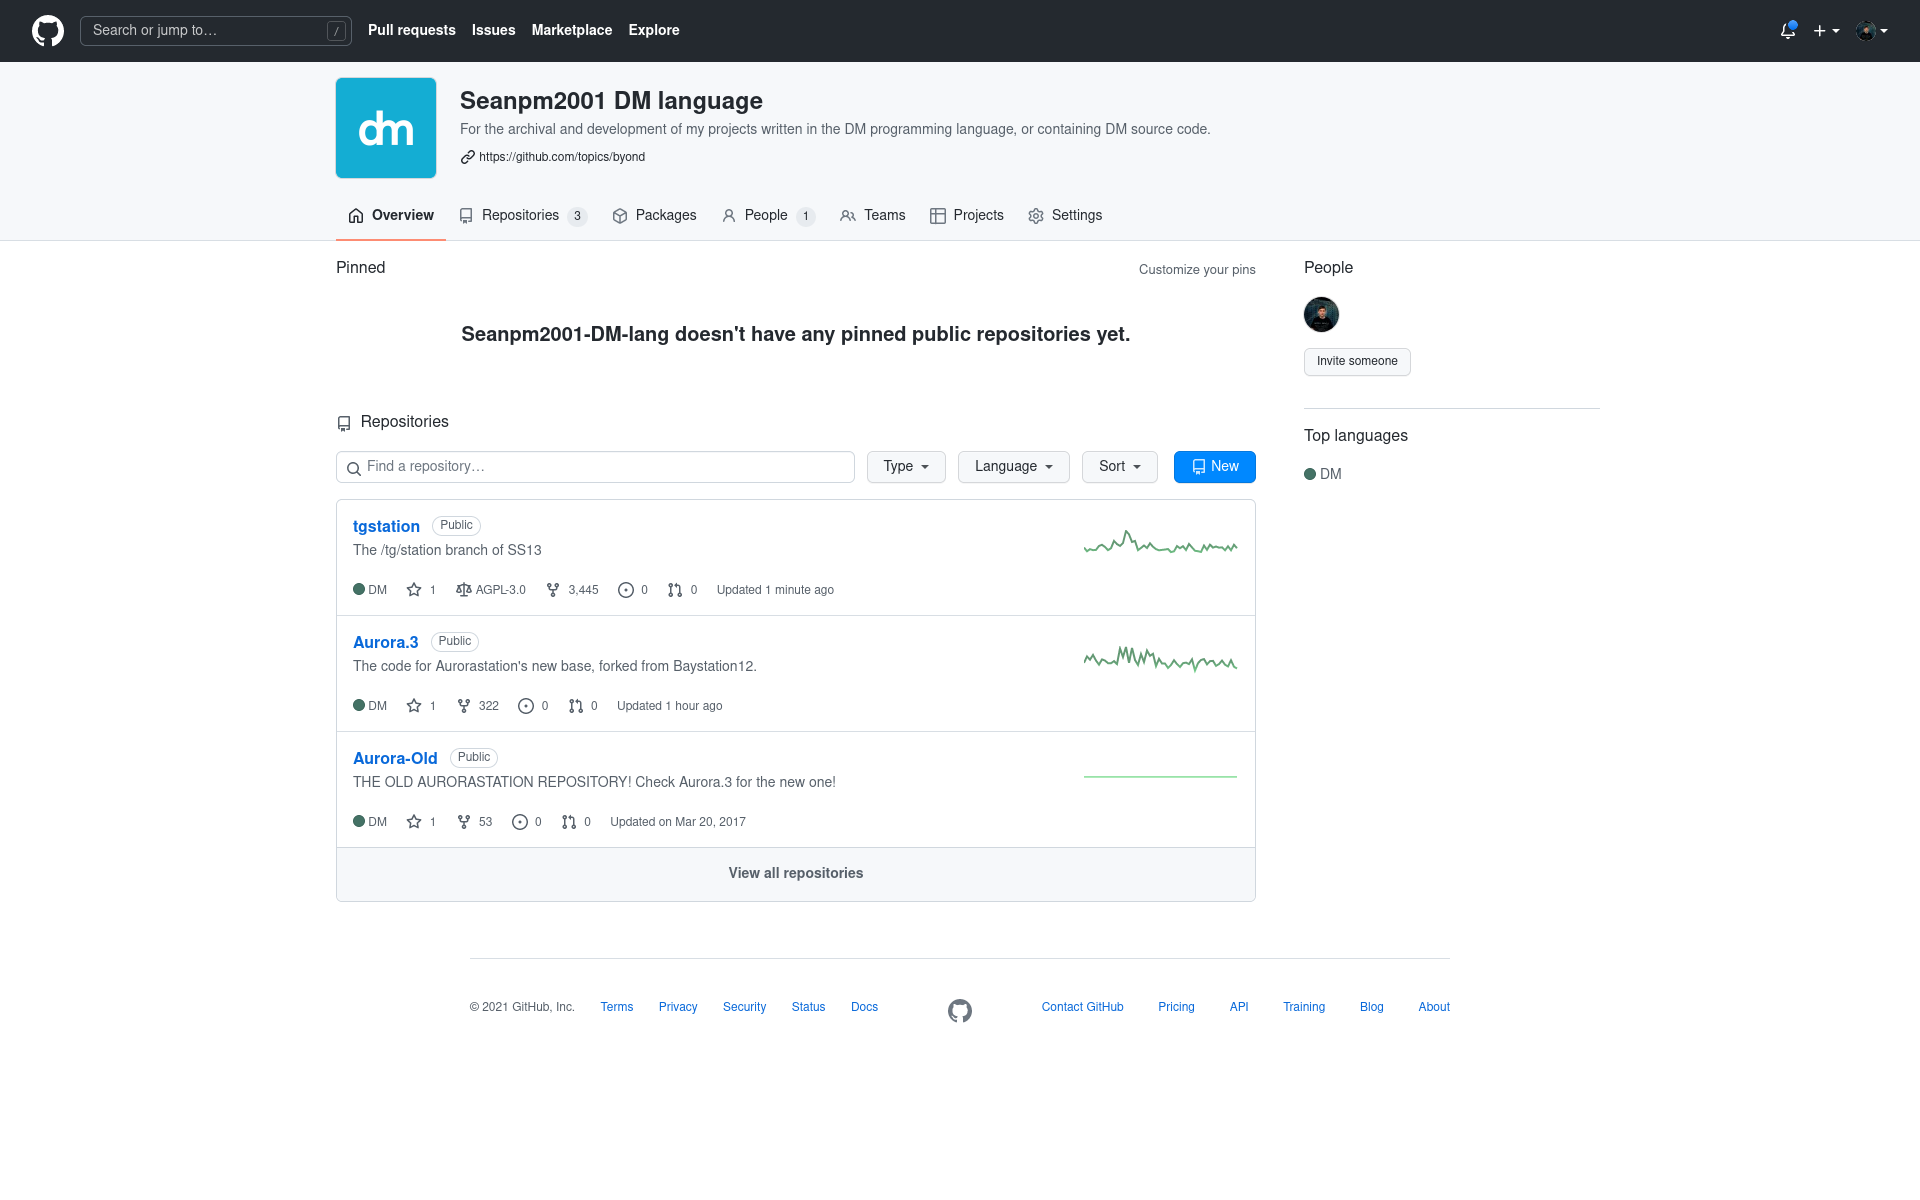 Search or jump to… /
Pull requests Issues Marketplace Explore
dm
Seanpm2001 DM language
For the archival and development of my projects written in the DM programming language, or containing DM source code.
https://github.com/topics/byond
Overview Repositories 3 Packages People 1 Teams Projects Settings
Pinned
Customize your pins
Seanpm2001-DM-lang doesn't have any pinned public repositories yet.
Repositories
Find a repository… Type Language Sort New
tgstation Public
The /tg/station branch of SS13
DM 1 AGPL-3.0 3,445 0 0 Updated 1 minute ago
Aurora.3 Public
The code for Aurorastation's new base, forked from Baystation12.
DM 1 322 0 0 Updated 1 hour ago
Aurora-Old Public
THE OLD AURORASTATION REPOSITORY! Check Aurora.3 for the new one!
DM 1 53 0 0 Updated on Mar 20, 2017
View all repositories
People
Invite someone
Top languages
DM
© 2021 GitHub, Inc. Terms Privacy Security Status Docs Contact GitHub Pricing API Training Blog About